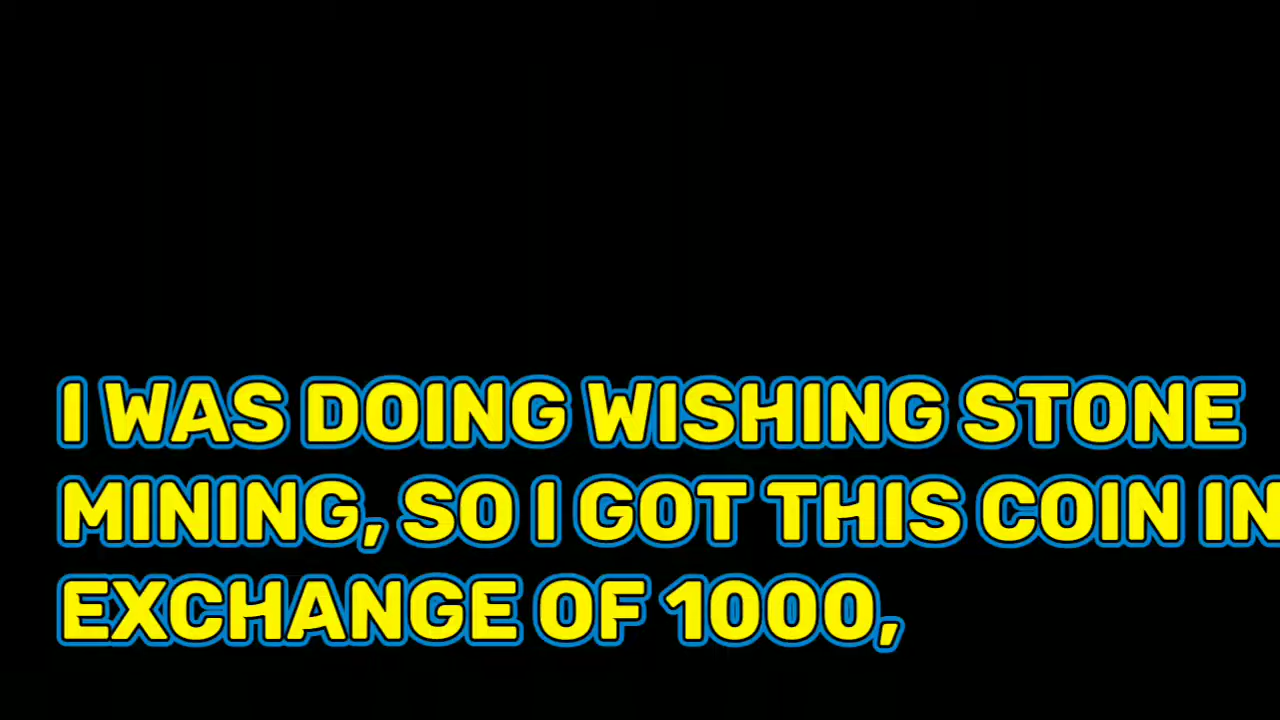 I WAS DOING WISHING STONE
MINING, SO I GOT THIS COIN IN
EXCHANGE OF 1000,